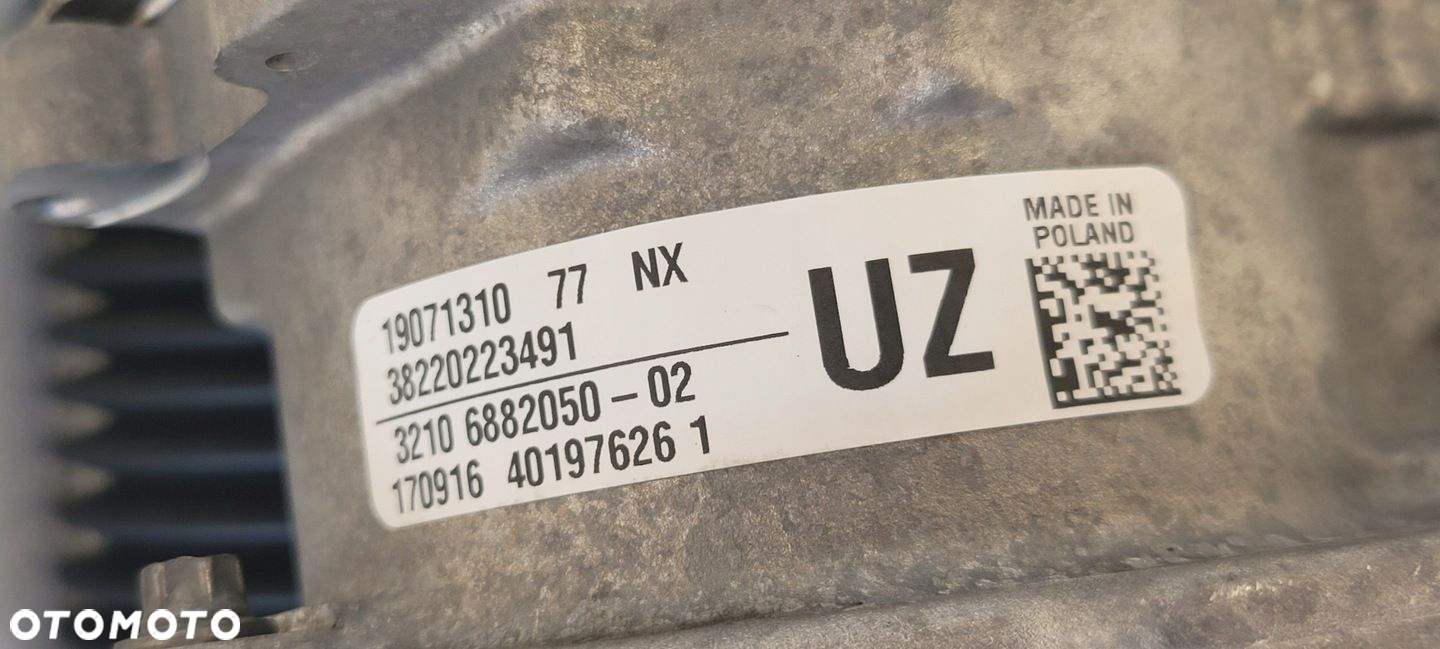 19071310 77 NX
38220223491
3210 6882050-02
170916 40197626 1
UZ
MADE IN
POLAND
OTOMOTO